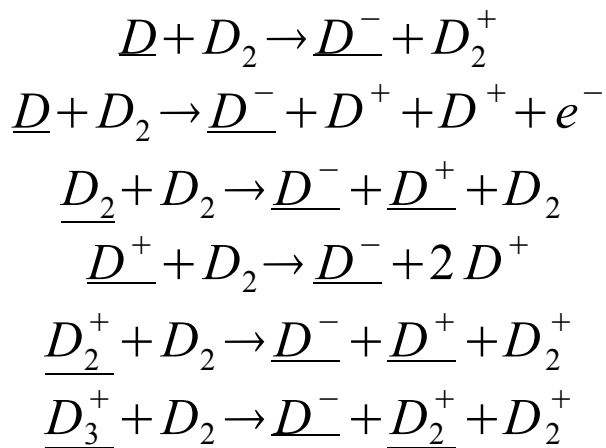 D + D₂ → D⁻ + D₂⁺
D + D₂ → D⁻ + D⁺ + D⁺ + e⁻
D₂ + D₂ → D⁻ + D⁺ + D₂
D⁺ + D₂ → D⁻ + 2 D⁺
D₂⁺ + D₂ → D⁻ + D⁺ + D₂⁺
D₃⁺ + D₂ → D⁻ + D₂⁺ + D₂⁺